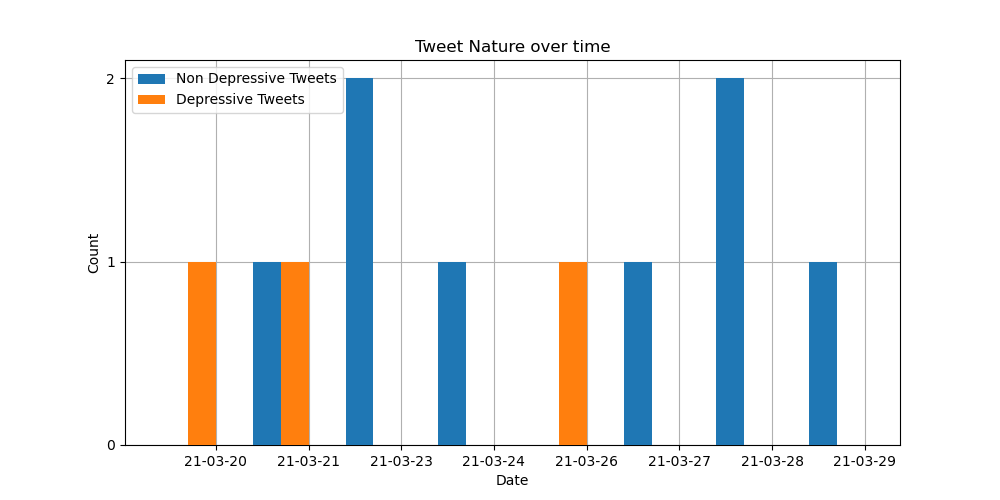 Tweet Nature over time
Non Depressive Tweets
Depressive Tweets
2
1
0
Count
21-03-20 21-03-21 21-03-23 21-03-24 21-03-26 21-03-27 21-03-28 21-03-29
Date